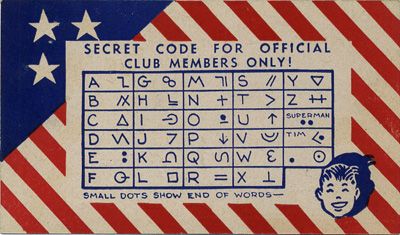 SECRET CODE FOR OFFICIAL
CLUB MEMBERS ONLY!
A G M S Y
B H N T Z
C I O U SUPERMAN
D J P V TIM
E K Q W .
F L R X
SMALL DOTS SHOW END OF WORDS—